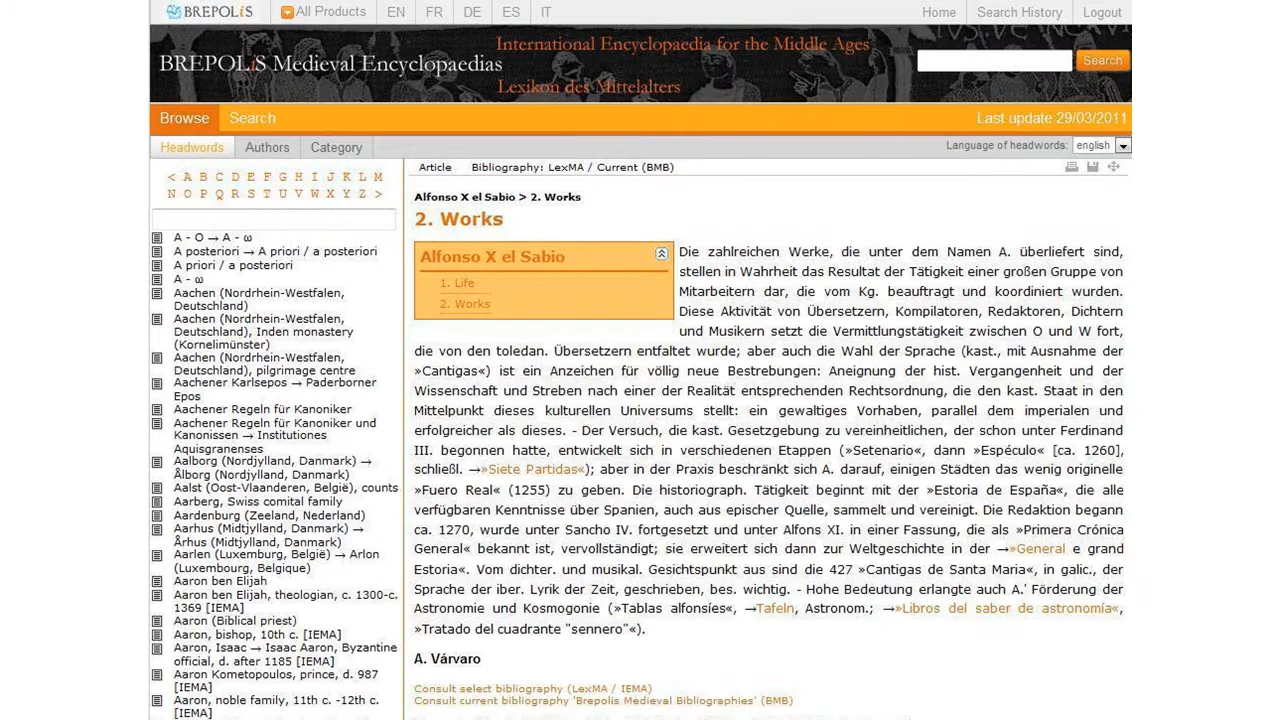 BREPOLiS All Products EN FR DE ES IT Home Search History Logout
International Encyclopaedia for the Middle Ages
BREPOLiS Medieval Encyclopaedias
Lexikon des Mittelalters
Search
Browse Search Last update 29/03/2011
Headwords Authors Category Language of headwords: english
< A B C D E F G H I J K L M
N O P Q R S T U V W X Y Z >
A - O → A - ω
A posteriori → A priori / a posteriori
A priori / a posteriori
A - ω
Aachen (Nordrhein-Westfalen,
Deutschland)
Aachen (Nordrhein-Westfalen,
Deutschland), Inden monastery
(Kornelimünster)
Aachen (Nordrhein-Westfalen,
Deutschland), pilgrimage centre
Aachener Karlsepos → Paderborner
Epos
Aachener Regeln für Kanoniker
Aachener Regeln für Kanoniker und
Kanonissen → Institutiones
Aquisgranenses
Aalborg (Nordjylland, Danmark) →
Ålborg (Nordjylland, Danmark)
Aalst (Oost-Vlaanderen, België), counts
Aarberg, Swiss comital family
Aardenburg (Zeeland, Nederland)
Aarhus (Midtjylland, Danmark) →
Århus (Midtjylland, Danmark)
Aarlen (Luxemburg, België) → Arlon
(Luxembourg, Belgique)
Aaron ben Elijah
Aaron ben Elijah, theologian, c. 1300-c.
1369 [IEMA]
Aaron (Biblical priest)
Aaron, bishop, 10th c. [IEMA]
Aaron, Isaac → Isaac Aaron, Byzantine
official, d. after 1185 [IEMA]
Aaron Kometopoulos, prince, d. 987
[IEMA]
Aaron, noble family, 11th c. -12th c.
[IEMA]
Article Bibliography: LexMA / Current (BMB)
Alfonso X el Sabio > 2. Works
2. Works
Alfonso X el Sabio
1. Life
2. Works
Die zahlreichen Werke, die unter dem Namen A. überliefert sind,
stellen in Wahrheit das Resultat der Tätigkeit einer großen Gruppe von
Mitarbeitern dar, die vom Kg. beauftragt und koordiniert wurden.
Diese Aktivität von Übersetzern, Kompilatoren, Redaktoren, Dichtern
und Musikern setzt die Vermittlungstätigkeit zwischen O und W fort,
die von den toledan. Übersetzern entfaltet wurde; aber auch die Wahl der Sprache (kast., mit Ausnahme der
»Cantigas«) ist ein Anzeichen für völlig neue Bestrebungen: Aneignung der hist. Vergangenheit und der
Wissenschaft und Streben nach einer der Realität entsprechenden Rechtsordnung, die den kast. Staat in den
Mittelpunkt dieses kulturellen Universums stellt: ein gewaltiges Vorhaben, parallel dem imperialen und
erfolgreicher als dieses. - Der Versuch, die kast. Gesetzgebung zu vereinheitlichen, der schon unter Ferdinand
III. begonnen hatte, entwickelt sich in verschiedenen Etappen (»Setenario«, dann »Espéculo« [ca. 1260],
schließl. →»Siete Partidas«); aber in der Praxis beschränkt sich A. darauf, einigen Städten das wenig originelle
»Fuero Real« (1255) zu geben. Die historiograph. Tätigkeit beginnt mit der »Estoria de España«, die alle
verfügbaren Kenntnisse über Spanien, auch aus epischer Quelle, sammelt und vereinigt. Die Redaktion begann
ca. 1270, wurde unter Sancho IV. fortgesetzt und unter Alfons XI. in einer Fassung, die als »Primera Crónica
General« bekannt ist, vervollständigt; sie erweitert sich dann zur Weltgeschichte in der →»General e grand
Estoria«. Vom dichter. und musikal. Gesichtspunkt aus sind die 427 »Cantigas de Santa Maria«, in galic., der
Sprache der iber. Lyrik der Zeit, geschrieben, bes. wichtig. - Hohe Bedeutung erlangte auch A.' Förderung der
Astronomie und Kosmogonie (»Tablas alfonsíes«, →Tafeln, Astronom.; →»Libros del saber de astronomía«,
»Tratado del cuadrante "sennero"«).
A. Várvaro
Consult select bibliography (LexMA / IEMA)
Consult current bibliography 'Brepolis Medieval Bibliographies' (BMB)